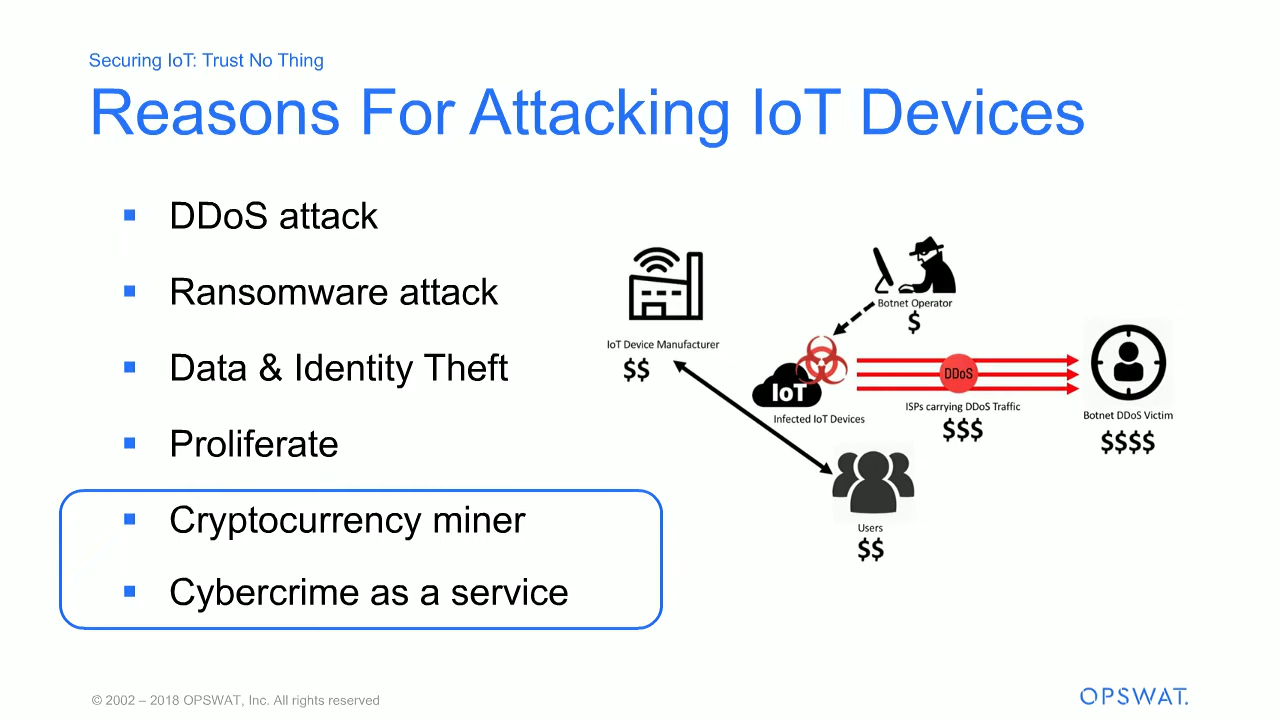 Securing IoT: Trust No Thing
Reasons For Attacking IoT Devices
▪ DDoS attack
▪ Ransomware attack
▪ Data & Identity Theft
▪ Proliferate
▪ Cryptocurrency miner
▪ Cybercrime as a service
IoT Device Manufacturer
$$
Botnet Operator
$
IoT
Infected IoT Devices
DDoS
ISPs carrying DDoS Traffic
$$$
Botnet DDoS Victim
$$$$
Users
$$
© 2002 – 2018 OPSWAT, Inc. All rights reserved
OPSWAT.